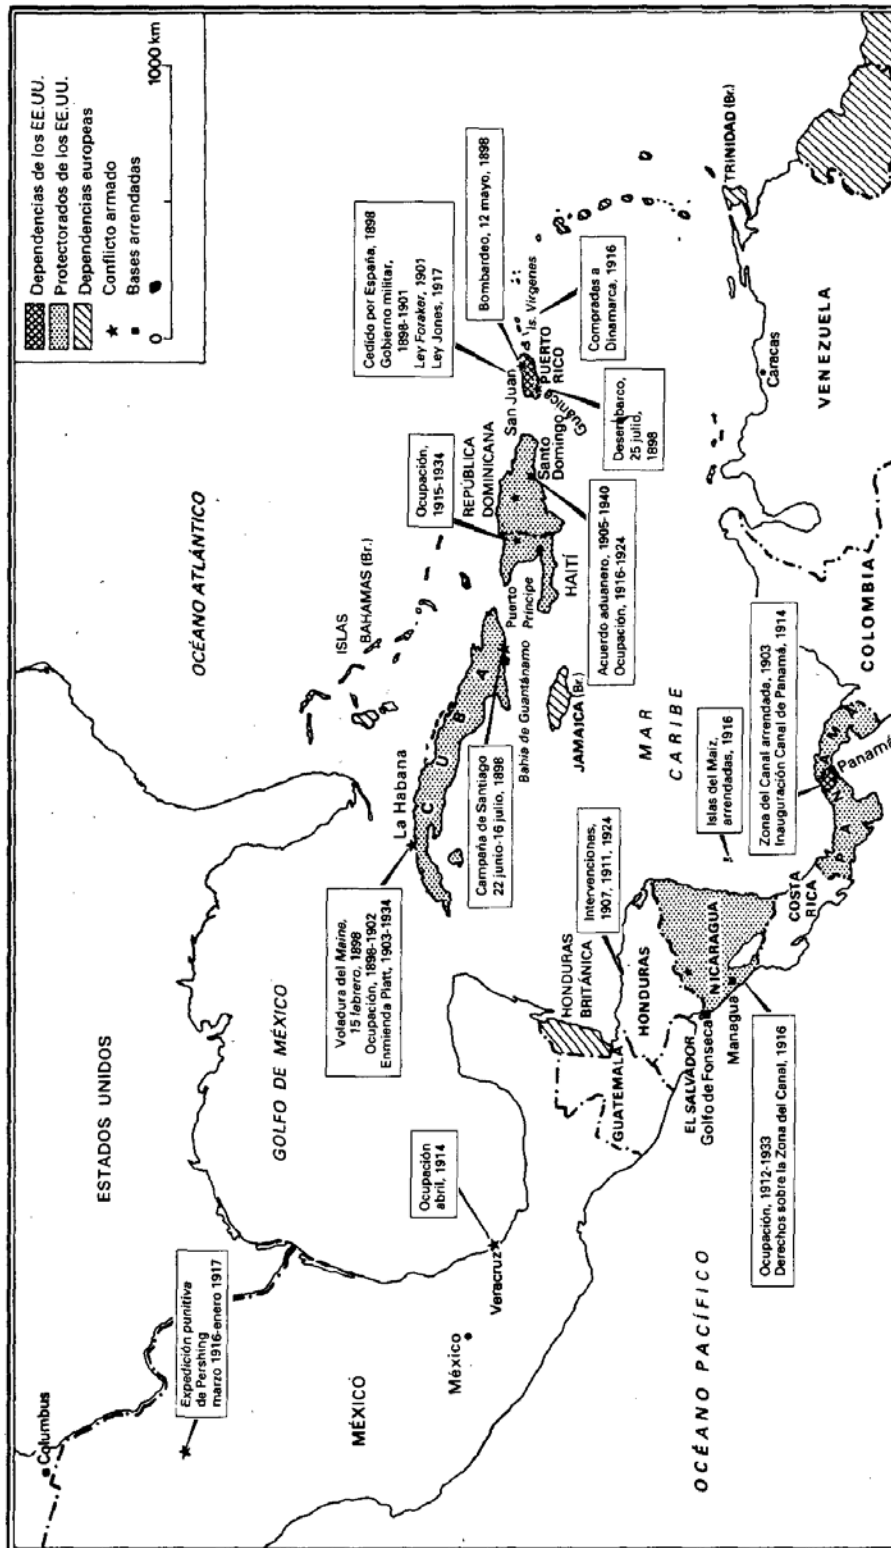 Dependencias de los EE.UU.
Protectorados de los EE.UU.
Dependencias europeas
Conflicto armado
Bases arrendadas
0
1000 km
ESTADOS UNIDOS
Columbus
Expedición punitiva
de Pershing
marzo 1916-enero 1917
MÉXICO
México
Veracruz
Ocupación
abril, 1914
GOLFO DE MÉXICO
OCÉANO ATLÁNTICO
ISLAS
BAHAMAS (Br.)
La Habana
CUBA
Voladura del Maine,
15 febrero, 1898
Ocupación, 1898-1902
Enmienda Platt, 1903-1934
Campaña de Santiago
22 junio-16 julio, 1898
Bahía de Guantánamo
JAMAICA (Br.)
Puerto
Príncipe
HAITÍ
Ocupación,
1915-1934
REPÚBLICA
DOMINICANA
Santo
Domingo
Acuerdo aduanero, 1905-1940
Ocupación, 1916-1924
Cedido por España, 1898
Gobierno militar,
1898-1901
Ley Foraker, 1901
Ley Jones, 1917
Bombardeo, 12 mayo, 1898
San Juan
PUERTO
RICO
Guánica
Is. Vírgenes
Compradas a
Dinamarca, 1916
Desembarco,
25 julio,
1898
MAR
CARIBE
TRINIDAD (Br.)
Caracas
VENEZUELA
COLOMBIA
HONDURAS
BRITÁNICA
GUATEMALA
HONDURAS
Intervenciones,
1907, 1911, 1924
EL SALVADOR
Golfo de Fonseca
NICARAGUA
Managua
Ocupación, 1912-1933
Derechos sobre la Zona del Canal, 1916
Islas del Maíz,
arrendadas, 1916
COSTA
RICA
PANAMÁ
Panamá
Zona del Canal arrendada, 1903
Inauguración Canal de Panamá, 1914
OCÉANO PACÍFICO